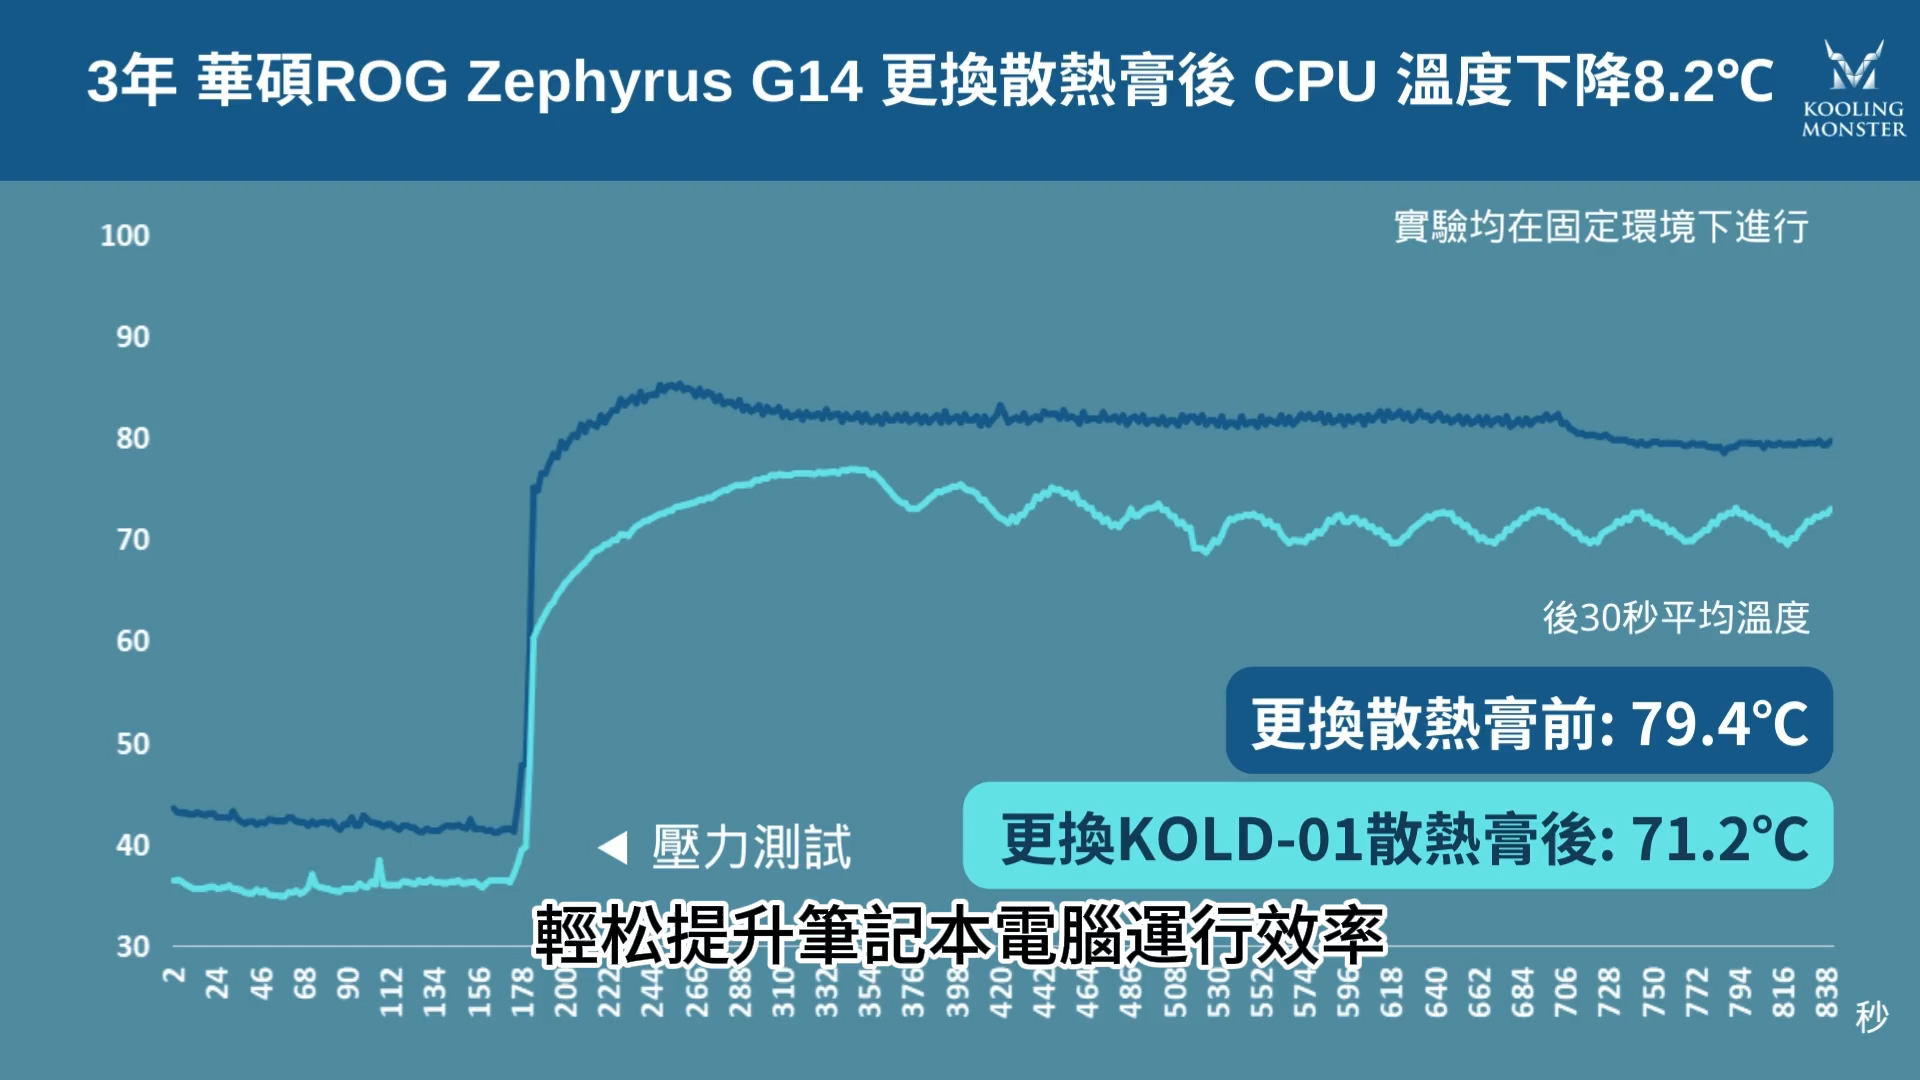 3年 華碩ROG Zephyrus G14 更換散熱膏後 CPU 溫度下降8.2℃
KOOLING
MONSTER
實驗均在固定環境下進行
100
90
80
70
60
50
40
30
後30秒平均溫度
更換散熱膏前: 79.4℃
更換KOLD-01散熱膏後: 71.2℃
◀ 壓力測試
輕松提升筆記本電腦運行效率
2 24 46 68 90 112 134 156 178 200 222 244 266 288 310 332 354 376 398 420 442 464 486 508 530 552 574 596 618 640 662 684 706 728 750 772 794 816 838
秒